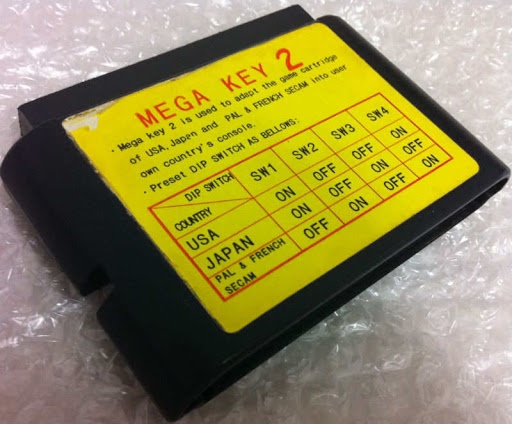 MEGA KEY 2
· Mega key 2 is used to adapt the game cartridge
of USA, Japen and PAL & FRENCH SECAM into user
own country's console.
· Preset DIP SWITCH AS BELLOWS:
DIP SWITCH SW1 SW2 SW3 SW4
COUNTRY
USA ON OFF OFF ON
JAPAN ON OFF ON OFF
PAL & FRENCH SECAM OFF ON OFF ON